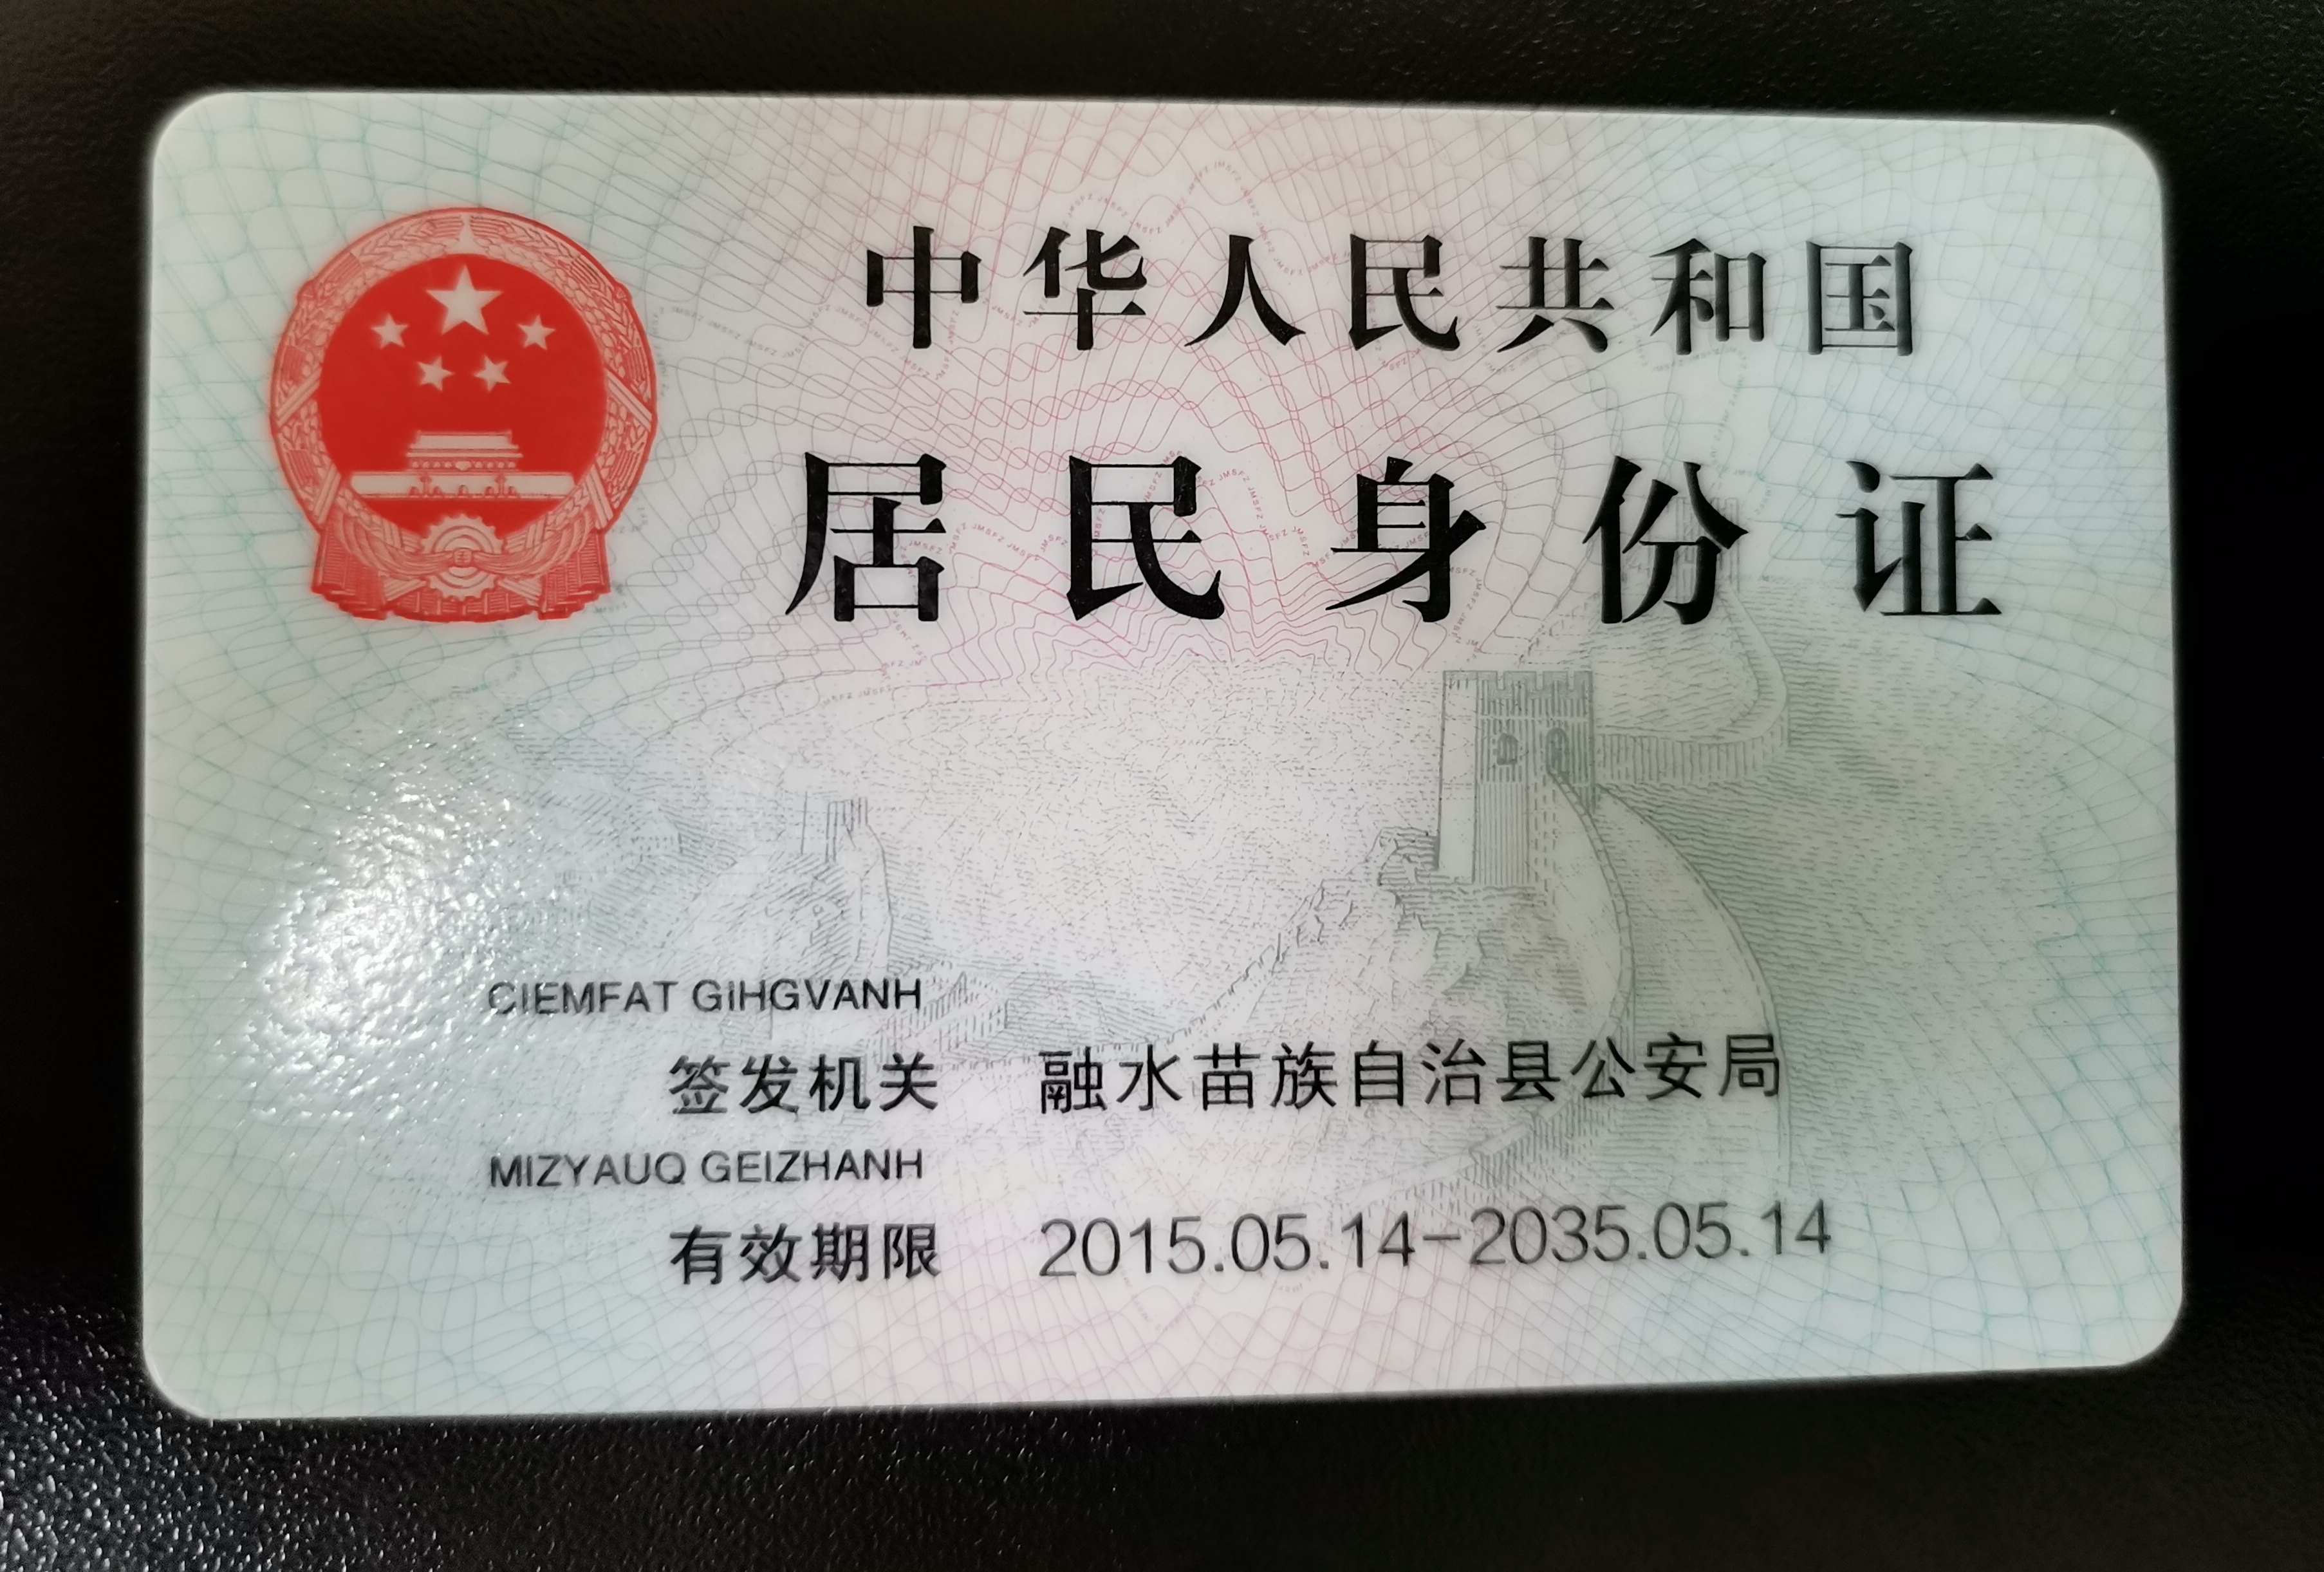 中华人民共和国
居民身份证
CIEMFAT GIHGVANH
签发机关 融水苗族自治县公安局
MIZYAUQ GEIZHANH
有效期限 2015.05.14-2035.05.14